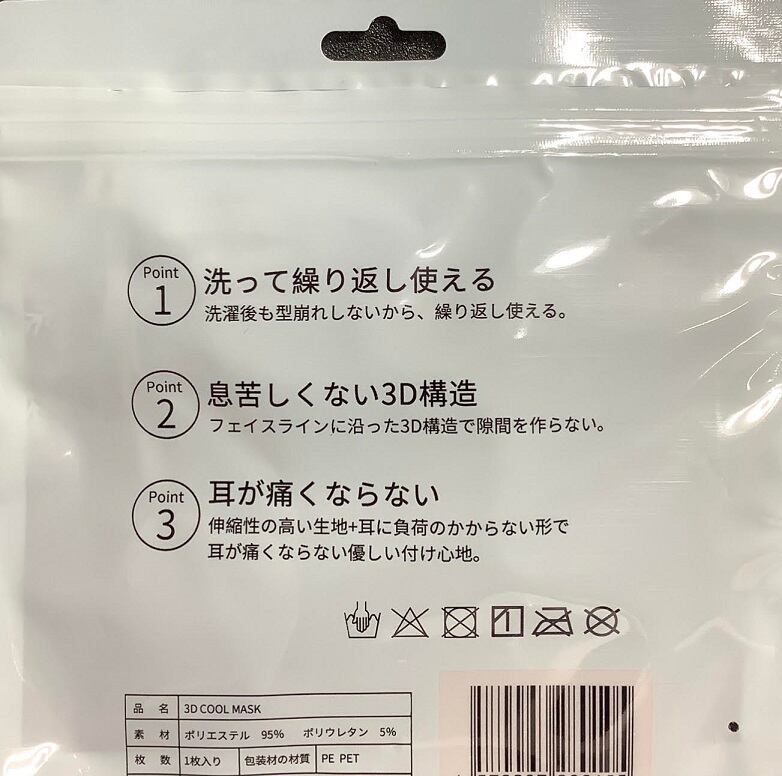 Point
1
洗って繰り返し使える
洗濯後も型崩れしないから、繰り返し使える。
Point
2
息苦しくない3D構造
フェイスラインに沿った3D構造で隙間を作らない。
Point
3
耳が痛くならない
伸縮性の高い生地+耳に負荷のかからない形で
耳が痛くならない優しい付け心地。
品 名 3D COOL MASK
素 材 ポリエステル 95% ポリウレタン 5%
枚 数 1枚入り 包装材の材質 PE PET